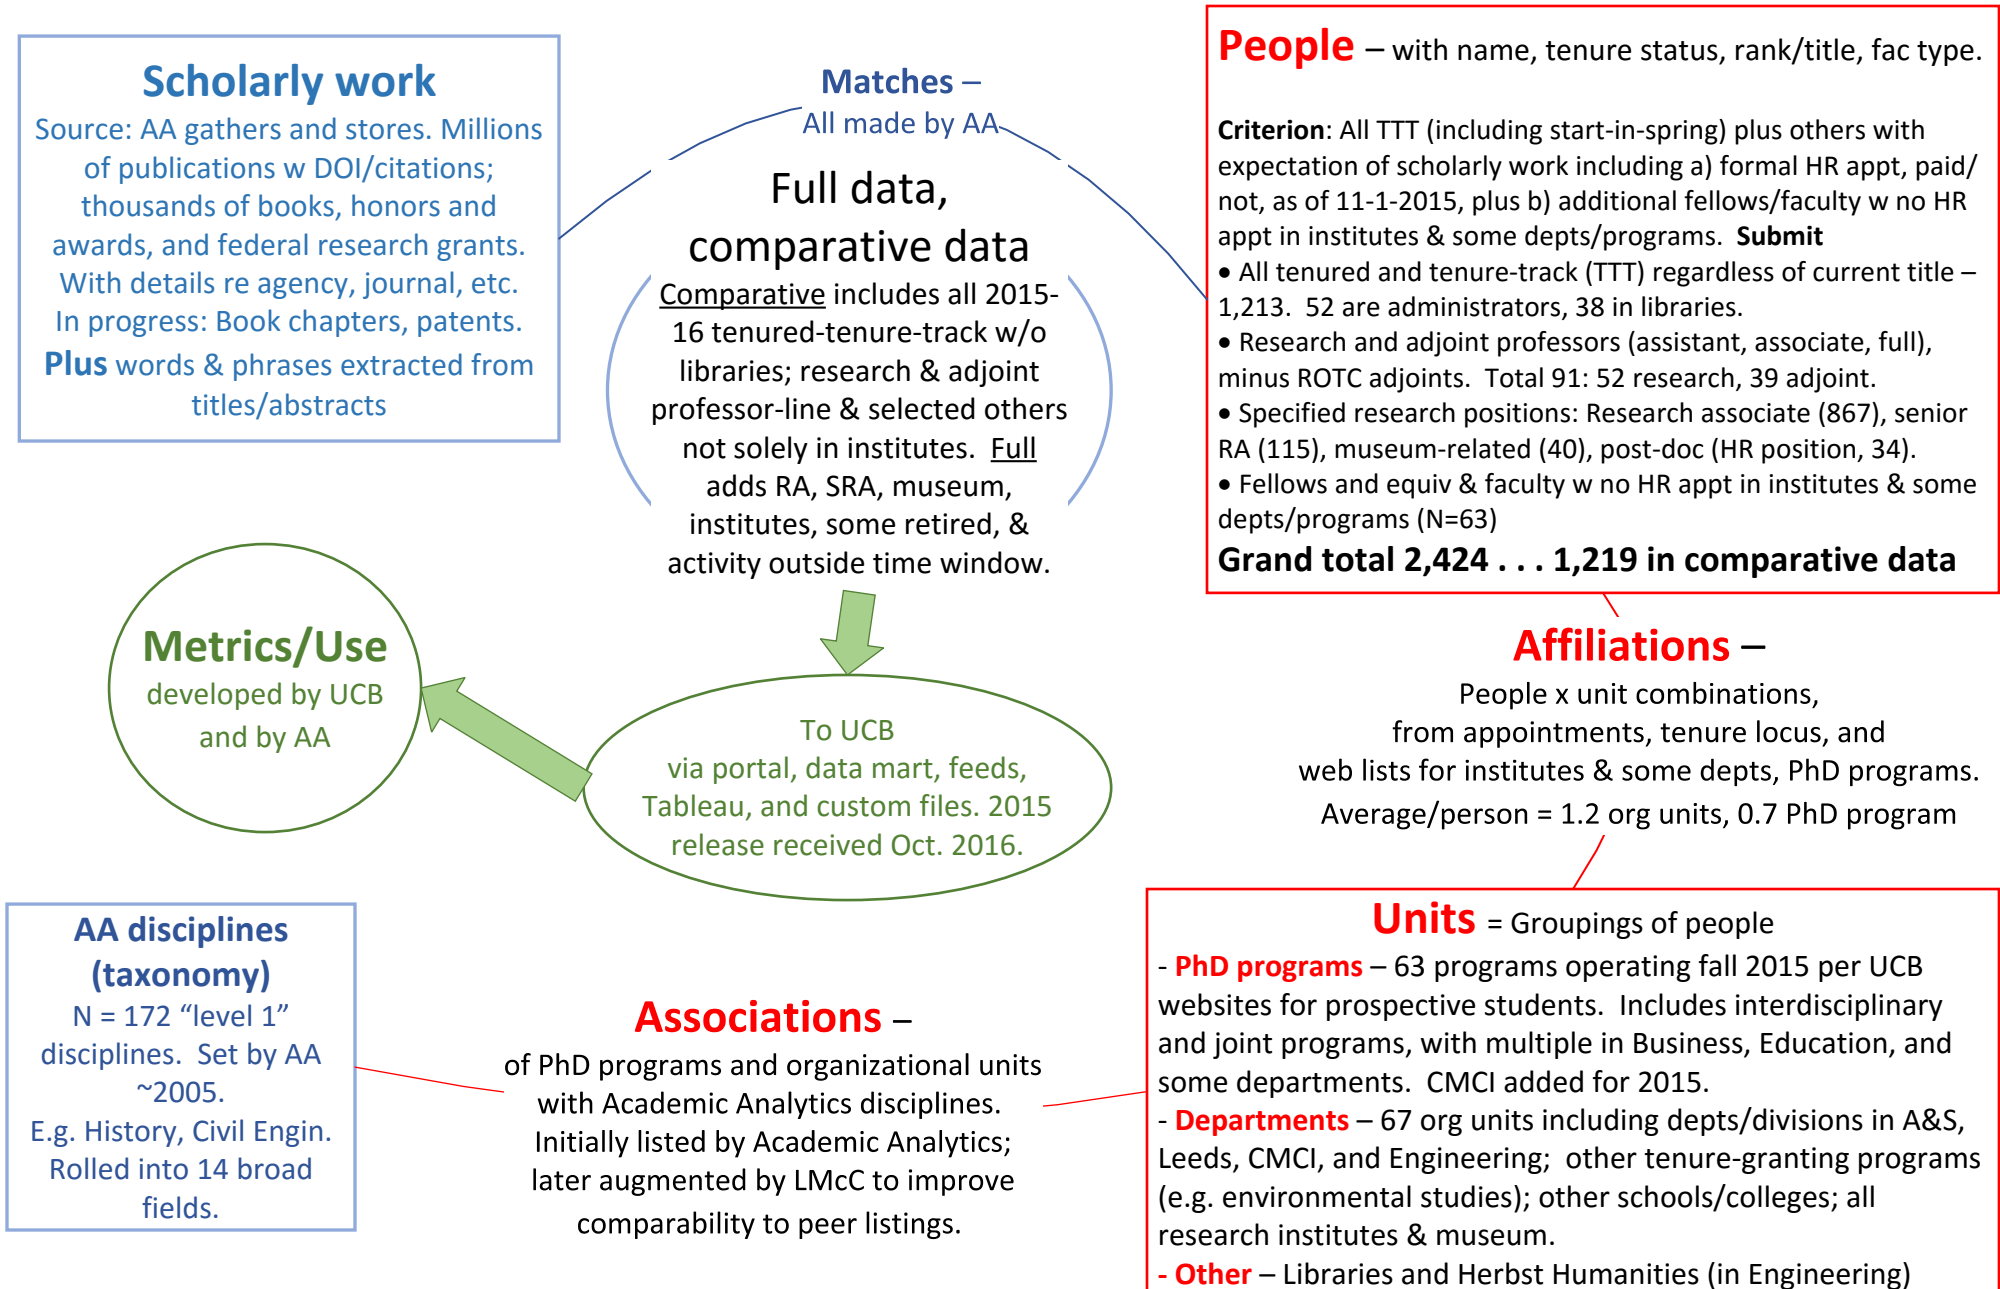 Scholarly work
Source: AA gathers and stores. Millions
of publications w DOI/citations;
thousands of books, honors and
awards, and federal research grants.
With details re agency, journal, etc.
In progress: Book chapters, patents.
Plus words & phrases extracted from
titles/abstracts
Matches –
All made by AA
Full data,
comparative data
Comparative includes all 2015-
16 tenured-tenure-track w/o
libraries; research & adjoint
professor-line & selected others
not solely in institutes.  Full
adds RA, SRA, museum,
institutes, some retired, &
activity outside time window.
People – with name, tenure status, rank/title, fac type.
Criterion: All TTT (including start-in-spring) plus others with
expectation of scholarly work including a) formal HR appt, paid/
not, as of 11-1-2015, plus b) additional fellows/faculty w no HR
appt in institutes & some depts/programs.  Submit
• All tenured and tenure-track (TTT) regardless of current title –
1,213.  52 are administrators, 38 in libraries.
• Research and adjoint professors (assistant, associate, full),
minus ROTC adjoints.  Total 91: 52 research, 39 adjoint.
• Specified research positions: Research associate (867), senior
RA (115), museum-related (40), post-doc (HR position, 34).
• Fellows and equiv & faculty w no HR appt in institutes & some
depts/programs (N=63)
Grand total 2,424 . . . 1,219 in comparative data
Metrics/Use
developed by UCB
and by AA
To UCB
via portal, data mart, feeds,
Tableau, and custom files. 2015
release received Oct. 2016.
Affiliations –
People x unit combinations,
from appointments, tenure locus, and
web lists for institutes & some depts, PhD programs.
Average/person = 1.2 org units, 0.7 PhD program
AA disciplines
(taxonomy)
N = 172 “level 1”
disciplines.  Set by AA
~2005.
E.g. History, Civil Engin.
Rolled into 14 broad
fields.
Associations –
of PhD programs and organizational units
with Academic Analytics disciplines.
Initially listed by Academic Analytics;
later augmented by LMcC to improve
comparability to peer listings.
Units = Groupings of people
- PhD programs – 63 programs operating fall 2015 per UCB
websites for prospective students.  Includes interdisciplinary
and joint programs, with multiple in Business, Education, and
some departments.  CMCI added for 2015.
- Departments – 67 org units including depts/divisions in A&S,
Leeds, CMCI, and Engineering;  other tenure-granting programs
(e.g. environmental studies); other schools/colleges; all
research institutes & museum.
- Other – Libraries and Herbst Humanities (in Engineering)